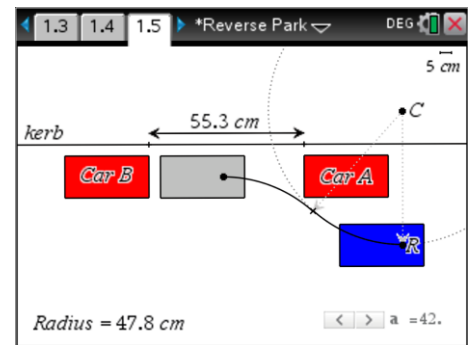 1.3 1.4 1.5 *Reverse Park DEG
5 cm
C
kerb
55.3 cm
Car B
Car A
R
Radius = 47.8 cm
a =42.